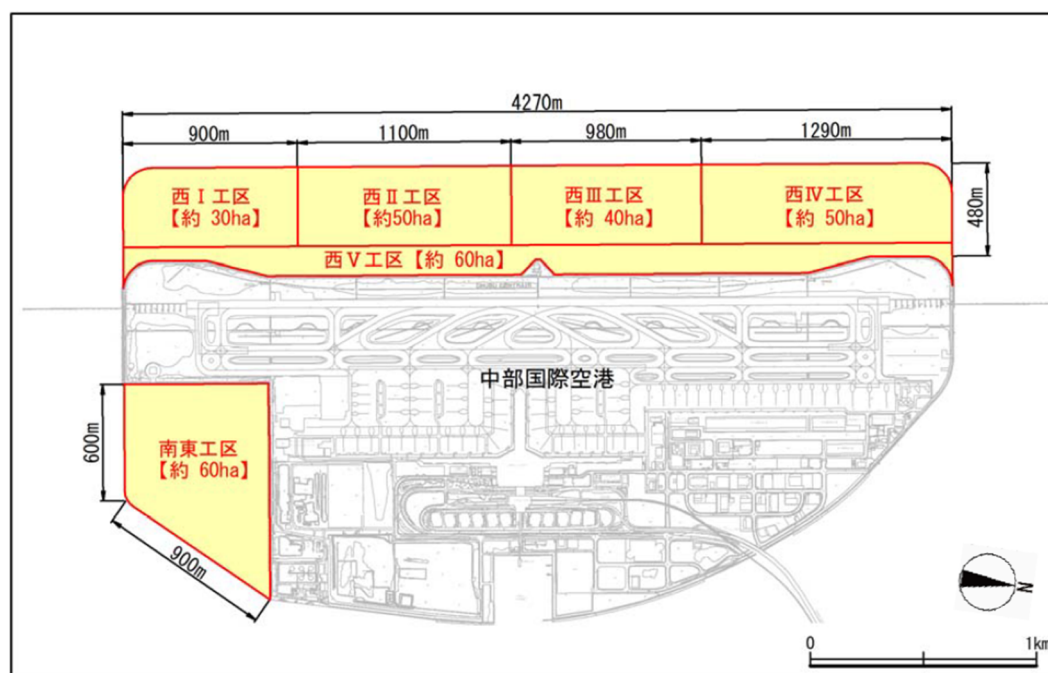 4270m
900m
1100m
980m
1290m
480m
西Ⅰ工区
【約 30ha】
西Ⅱ工区
【約50ha】
西Ⅲ工区
【約 40ha】
西Ⅳ工区
【約 50ha】
西Ⅴ工区【約 60ha】
中部国際空港
600m
南東工区
【約 60ha】
900m
N
0
1km